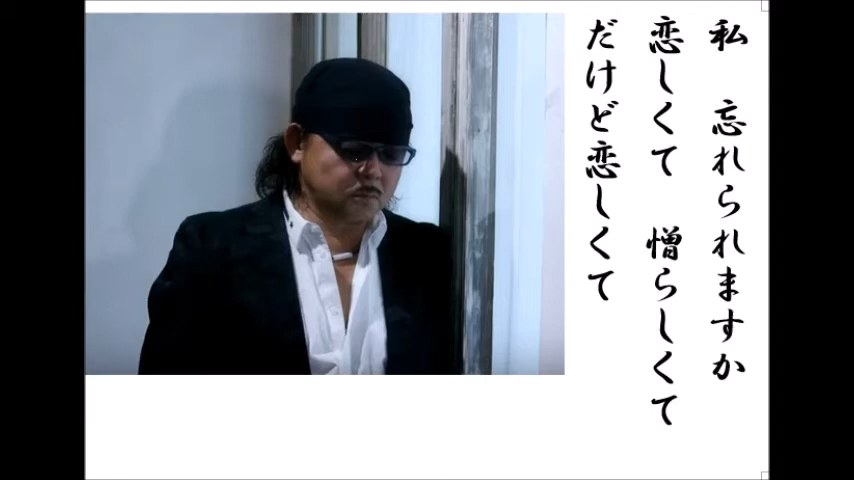 私　忘れられますか
恋しくて　憎らしくて
だけど恋しくて